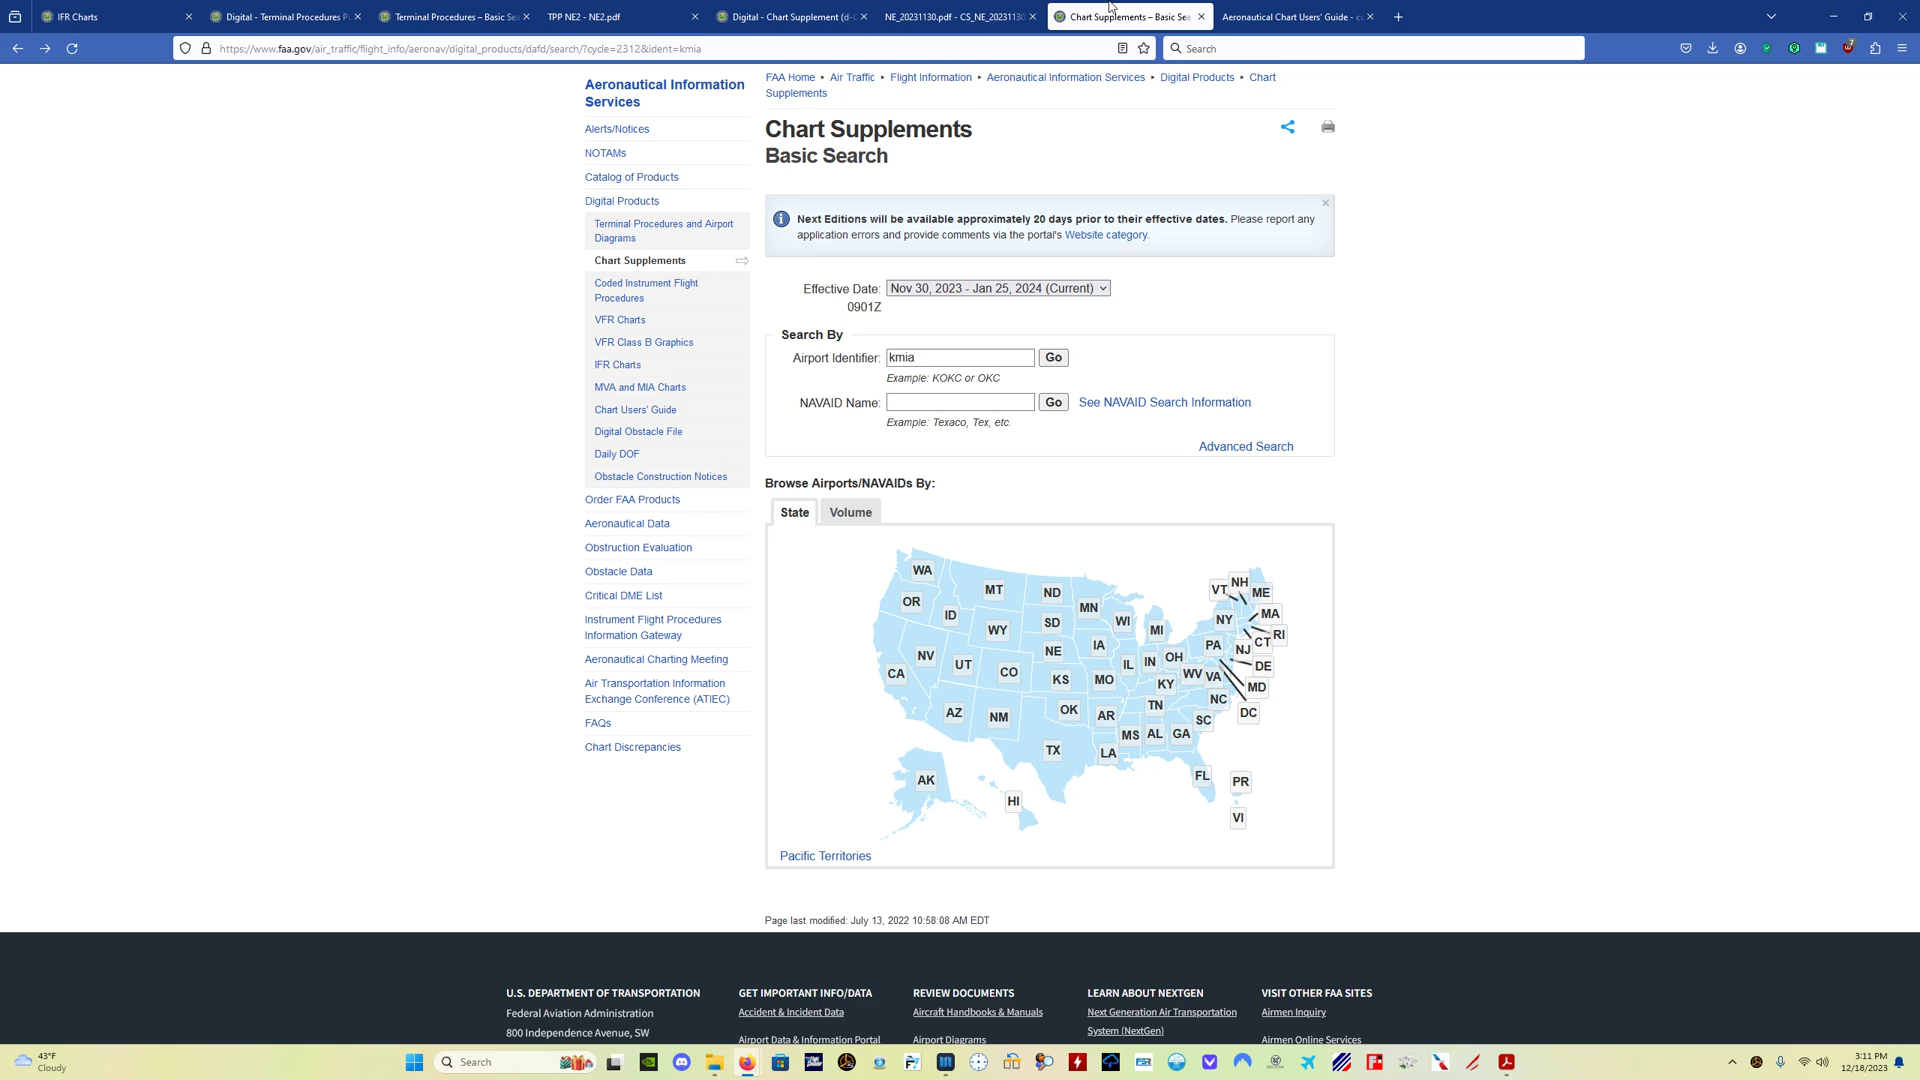 IFR Charts
Digital - Terminal Procedures P
Terminal Procedures – Basic Se
TPP NE2 - NE2.pdf
Digital - Chart Supplement (d-C
NE_20231130.pdf - CS_NE_20231130.
Chart Supplements – Basic Sea
Aeronautical Chart Users' Guide - c
https://www.faa.gov/air_traffic/flight_info/aeronav/digital_products/dafd/search/?cycle=2312&ident=kmia
Search
7
Aeronautical Information
Services
Alerts/Notices
NOTAMs
Catalog of Products
Digital Products
Terminal Procedures and Airport
Diagrams
Chart Supplements
Coded Instrument Flight
Procedures
VFR Charts
VFR Class B Graphics
IFR Charts
MVA and MIA Charts
Chart Users' Guide
Digital Obstacle File
Daily DOF
Obstacle Construction Notices
Order FAA Products
Aeronautical Data
Obstruction Evaluation
Obstacle Data
Critical DME List
Instrument Flight Procedures
Information Gateway
Aeronautical Charting Meeting
Air Transportation Information
Exchange Conference (ATIEC)
FAQs
Chart Discrepancies
FAA Home ‣ Air Traffic ‣ Flight Information ‣ Aeronautical Information Services ‣ Digital Products ‣ Chart
Supplements
Chart Supplements
Basic Search
Next Editions will be available approximately 20 days prior to their effective dates. Please report any
application errors and provide comments via the portal's Website category.
Effective Date: Nov 30, 2023 - Jan 25, 2024 (Current)
0901Z
Search By
Airport Identifier: kmia Go
Example: KOKC or OKC
NAVAID Name: Go See NAVAID Search Information
Example: Texaco, Tex, etc.
Advanced Search
Browse Airports/NAVAIDs By:
State Volume
WA MT ND MN VT NH ME
OR ID WY SD WI MI NY MA
NV UT CO NE IA IL IN OH PA NJ CT RI
CA KS MO KY WV VA DE MD
AZ NM OK AR TN NC SC DC
TX LA MS AL GA
AK HI FL PR
VI
Pacific Territories
Page last modified: July 13, 2022 10:58:08 AM EDT
U.S. DEPARTMENT OF TRANSPORTATION
Federal Aviation Administration
800 Independence Avenue, SW
GET IMPORTANT INFO/DATA
Accident & Incident Data
Airport Data & Information Portal
REVIEW DOCUMENTS
Aircraft Handbooks & Manuals
Airport Diagrams
LEARN ABOUT NEXTGEN
Next Generation Air Transportation
System (NextGen)
VISIT OTHER FAA SITES
Airmen Inquiry
Airmen Online Services
43°F
Cloudy
Search
FSR
3:11 PM
12/18/2023